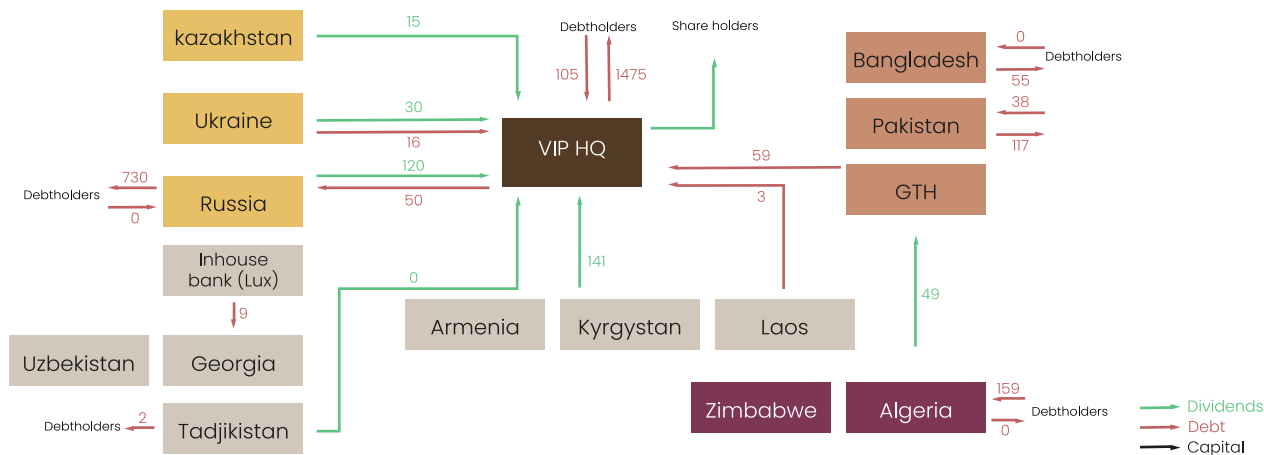 kazakhstan
15
Debtholders
105
1475
Share holders
Bangladesh
0
55
Debtholders
Ukraine
30
16
VIP HQ
Pakistan
38
117
Debtholders
730
0
Russia
120
50
59
3
GTH
Inhouse
bank (Lux)
9
0
141
49
Armenia
Kyrgystan
Laos
Uzbekistan
Georgia
Debtholders
2
Tadjikistan
Zimbabwe
Algeria
159
0
Debtholders
Dividends
Debt
Capital